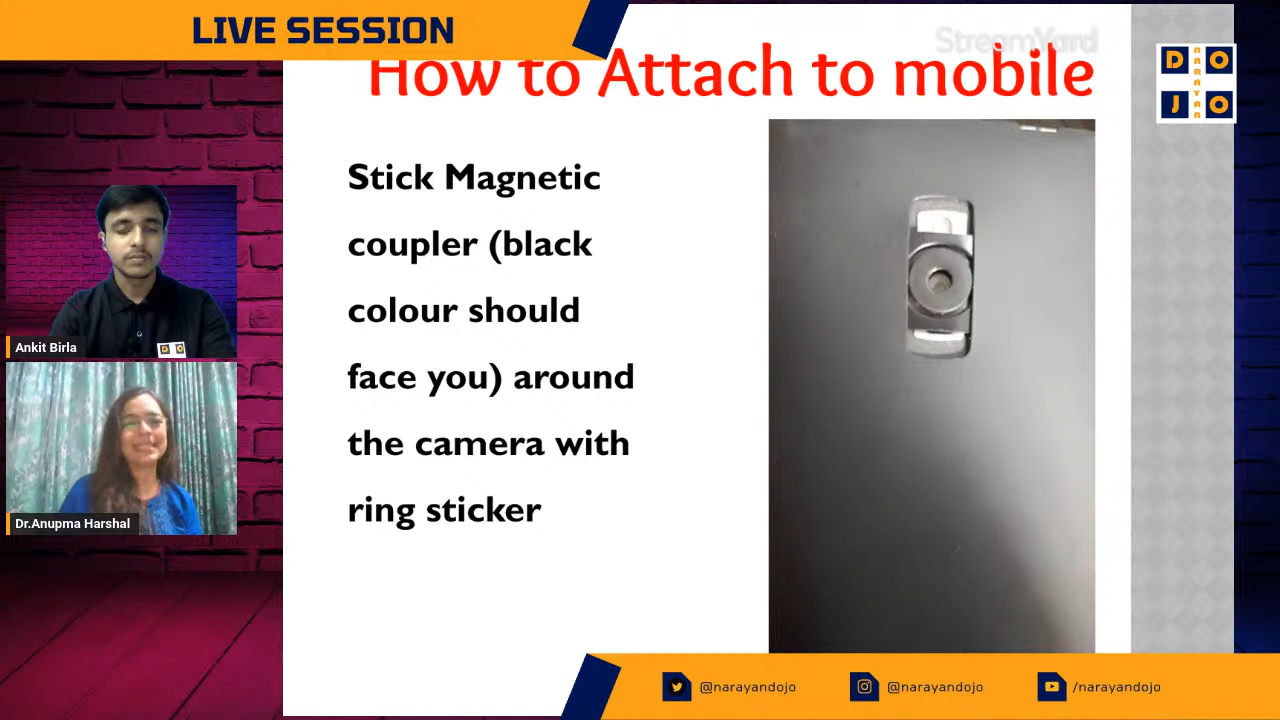 LIVE SESSION
StreamYard
How to Attach to mobile
D O
NARAYAN
J O
Stick Magnetic
coupler (black
colour should
face you) around
the camera with
ring sticker
Ankit Birla
D O
Dr.Anupma Harshal
@narayandojo
@narayandojo
/narayandojo